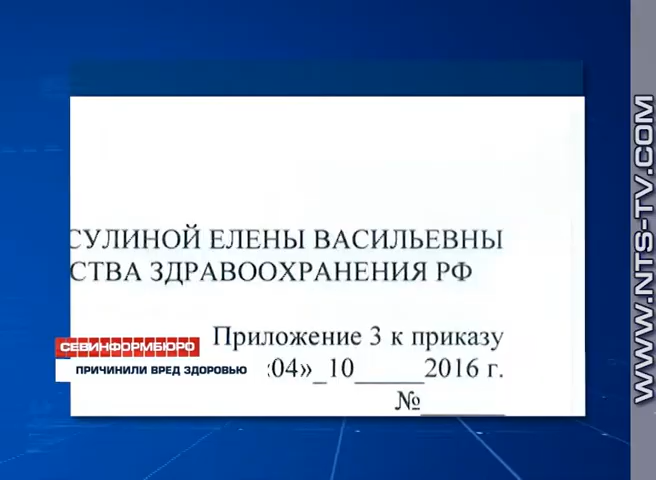 СУЛИНОЙ ЕЛЕНЫ ВАСИЛЬЕВНЫ
СТВА ЗДРАВООХРАНЕНИЯ РФ
Приложение 3 к приказу
04»_10_____2016 г.
№______
СЕВИНФОРМБЮРО
ПРИЧИНИЛИ ВРЕД ЗДОРОВЬЮ
WWW.NTS-TV.COM